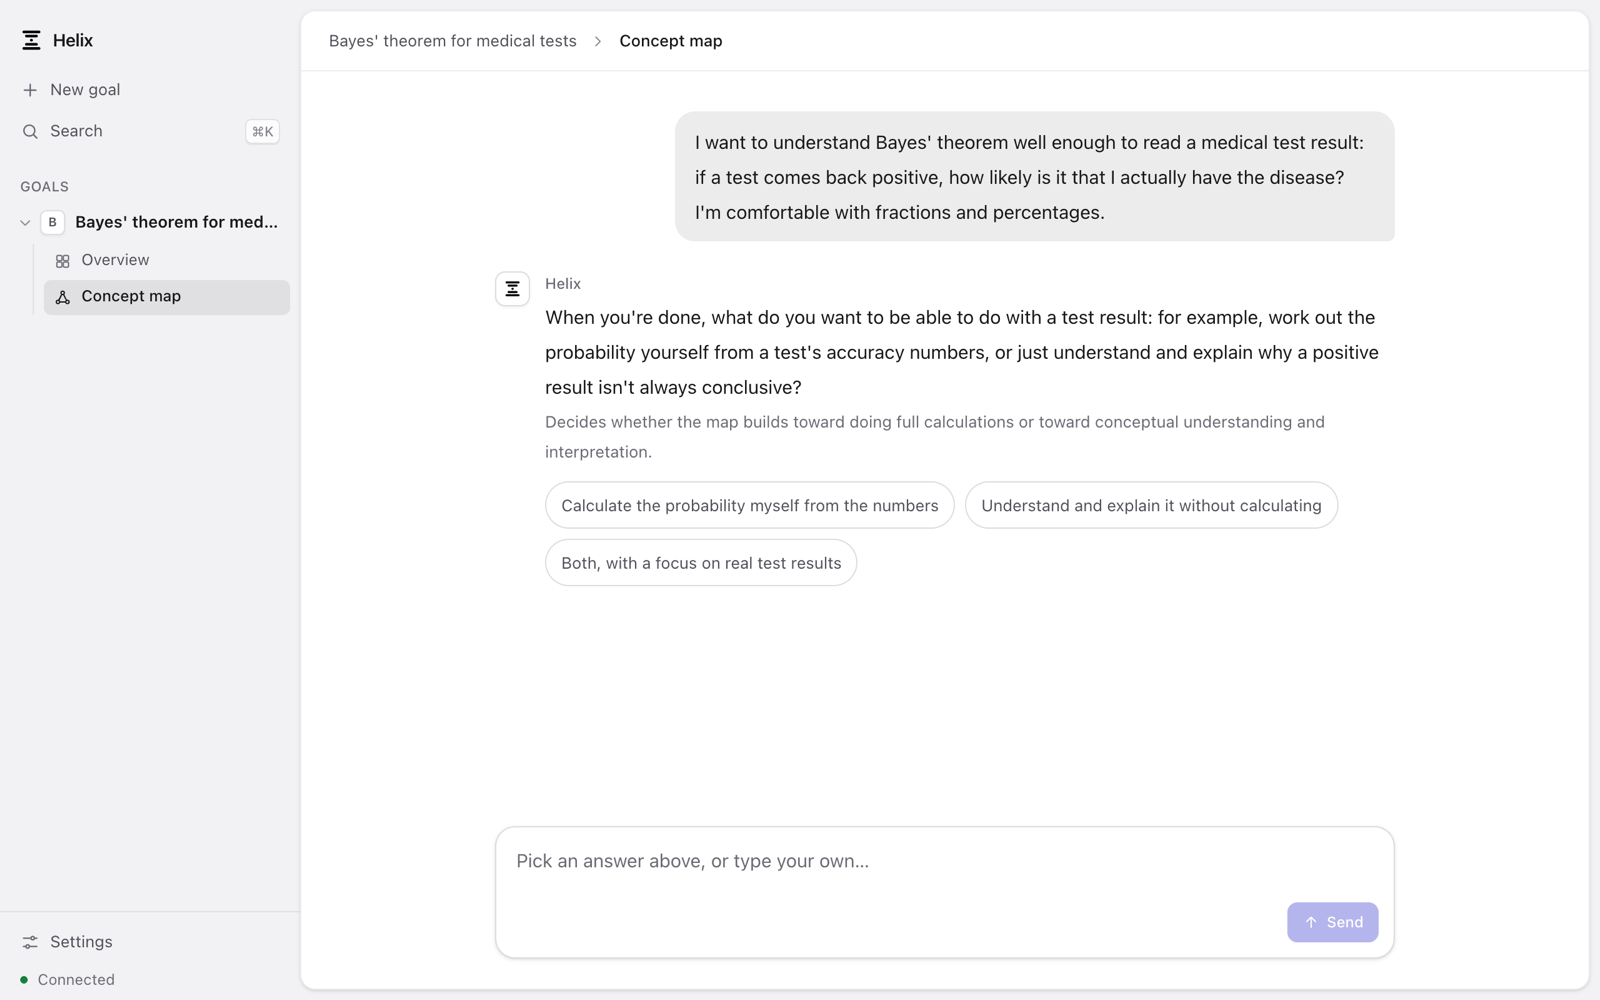 Helix
New goal
Search
⌘K
GOALS
B
Bayes' theorem for med...
Overview
Concept map
Settings
Connected
Bayes' theorem for medical tests
Concept map
I want to understand Bayes' theorem well enough to read a medical test result:
if a test comes back positive, how likely is it that I actually have the disease?
I'm comfortable with fractions and percentages.
Helix
When you're done, what do you want to be able to do with a test result: for example, work out the
probability yourself from a test's accuracy numbers, or just understand and explain why a positive
result isn't always conclusive?
Decides whether the map builds toward doing full calculations or toward conceptual understanding and
interpretation.
Calculate the probability myself from the numbers
Understand and explain it without calculating
Both, with a focus on real test results
Pick an answer above, or type your own...
Send